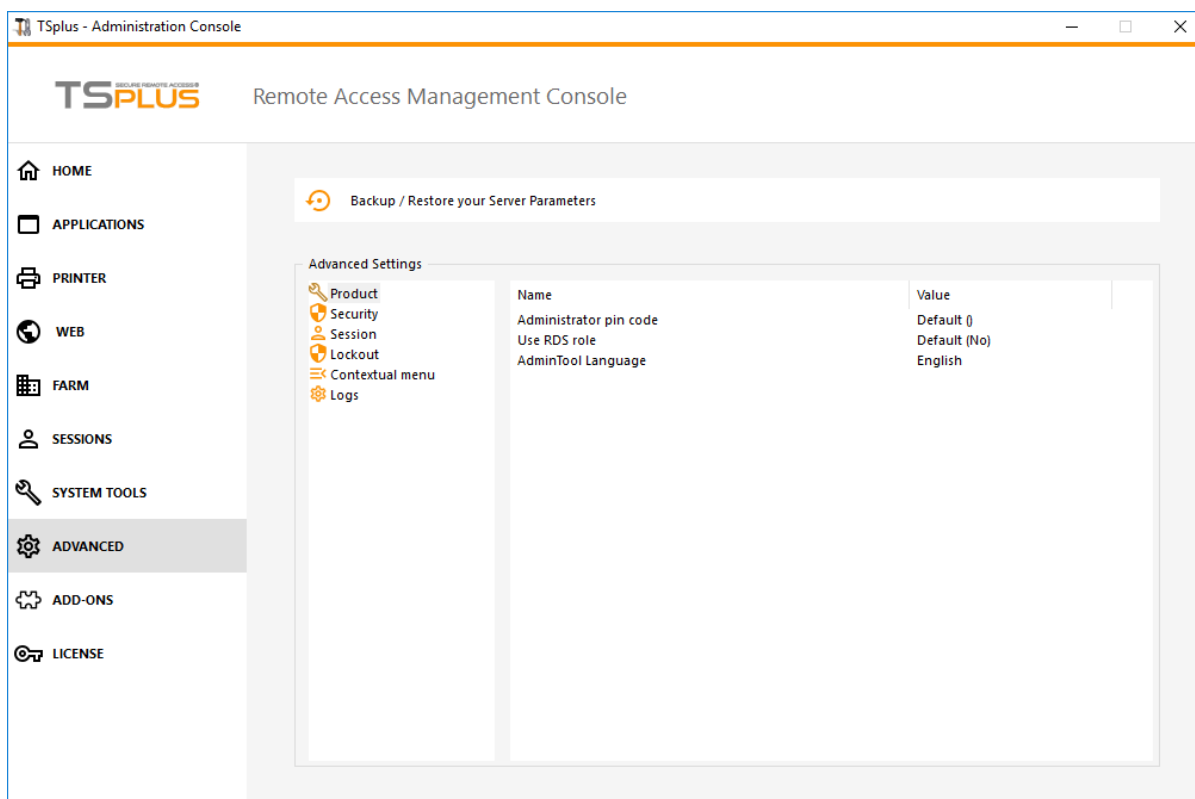 TSplus - Administration Console
SECURE REMOTE ACCESS®
TSPLUS
Remote Access Management Console
HOME
APPLICATIONS
PRINTER
WEB
FARM
SESSIONS
SYSTEM TOOLS
ADVANCED
ADD-ONS
LICENSE
Backup / Restore your Server Parameters
Advanced Settings
Product
Security
Session
Lockout
Contextual menu
Logs
Name Value
Administrator pin code Default ()
Use RDS role Default (No)
AdminTool Language English